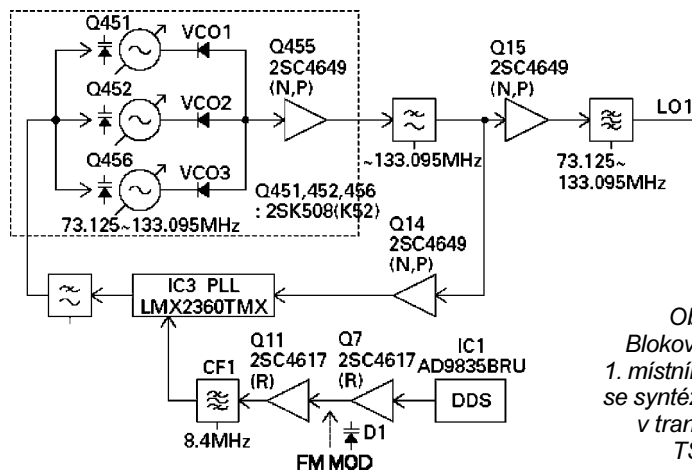 Q451
VCO1
Q455
2SC4649
(N,P)
Q15
2SC4649
(N,P)
Q452
VCO2
LO1
Q456
VCO3
~133.095MHz
73.125~
133.095MHz
Q451,452,456
: 2SK508(K52)
73.125~133.095MHz
Q14
2SC4649
(N,P)
IC3 PLL
LMX2360TMX
Q11
2SC4617
(R)
Q7
2SC4617
(R)
IC1
AD9835BRU
CF1
DDS
8.4MHz
D1
FM MOD
Ob
Blokov
1. místním
se syntéz
v tran
TS